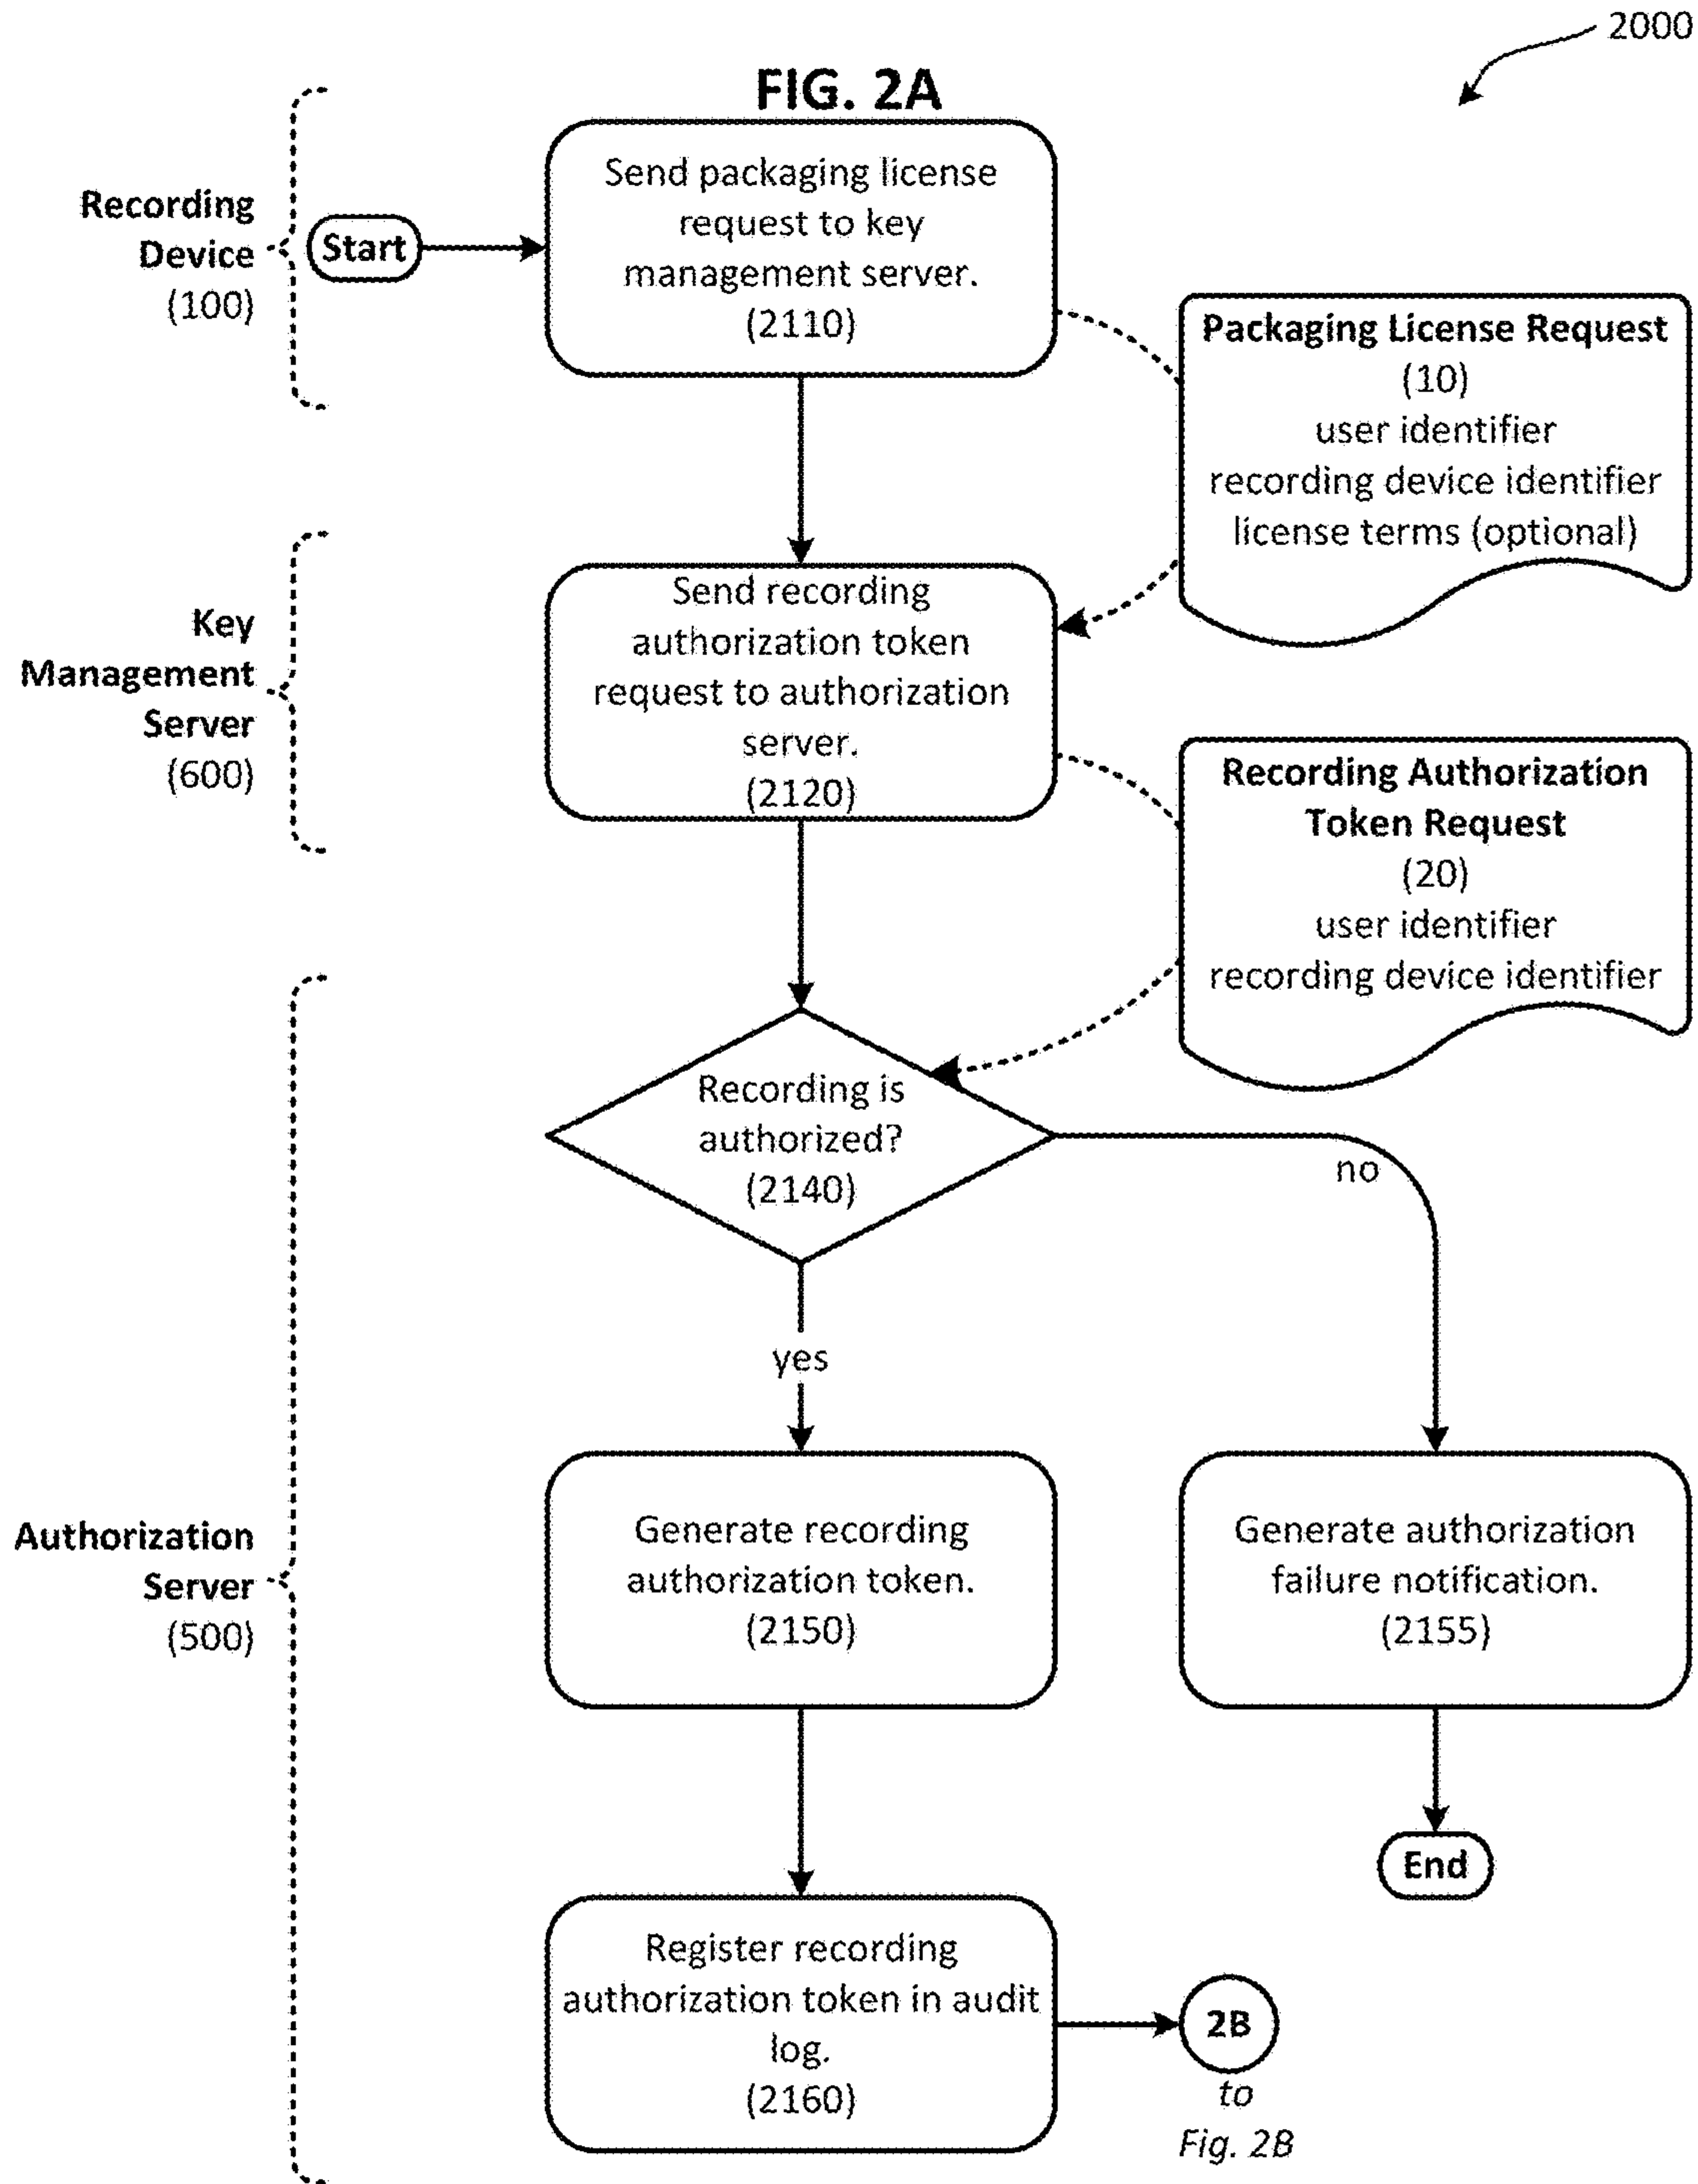 2000
FIG. 2A
Recording
Device
(100)
Start
Send packaging license
request to key
management server.
(2110)
Packaging License Request
(10)
user identifier
recording device identifier
license terms (optional)
Key
Management
Server
(600)
Send recording
authorization token
request to authorization
server.
(2120)
Recording Authorization
Token Request
(20)
user identifier
recording device identifier
Recording is
authorized?
(2140)
no
yes
Authorization
Server
(500)
Generate recording
authorization token.
(2150)
Generate authorization
failure notification.
(2155)
End
Register recording
authorization token in audit
log.
(2160)
2B
to
Fig. 2B